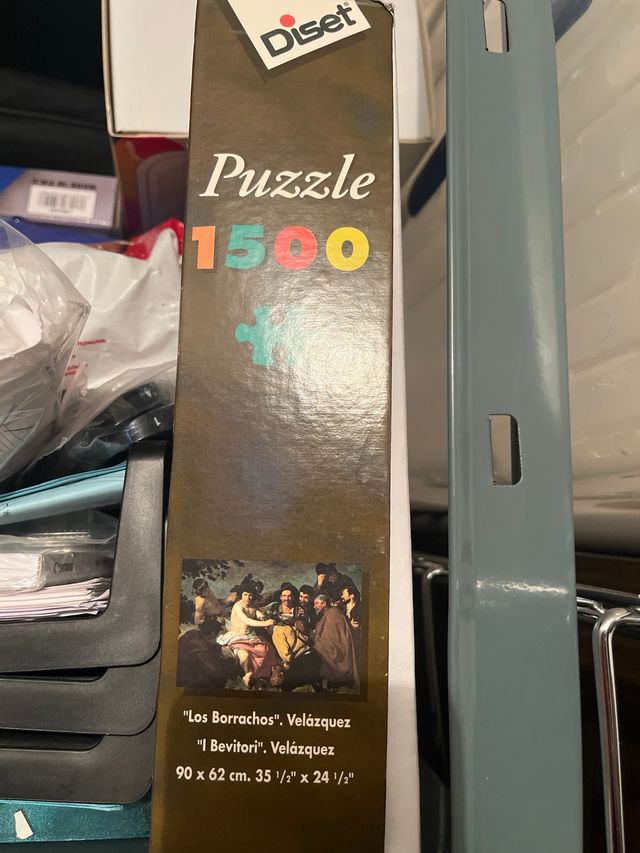 Diset®
Puzzle
1500
"Los Borrachos". Velázquez
"I Bevitori". Velázquez
90 x 62 cm. 35 1/2" x 24 1/2"